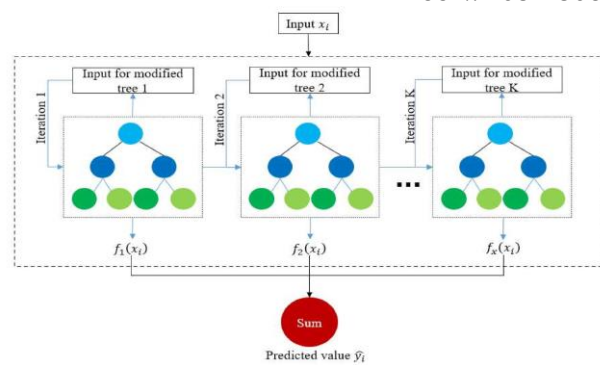 Input xᵢ
Input for modified
tree 1
Input for modified
tree 2
Input for modified
tree K
Iteration 1
Iteration 2
Iteration K
...
f₁(xᵢ)
f₂(xᵢ)
fₓ(xᵢ)
Sum
Predicted value ŷᵢ